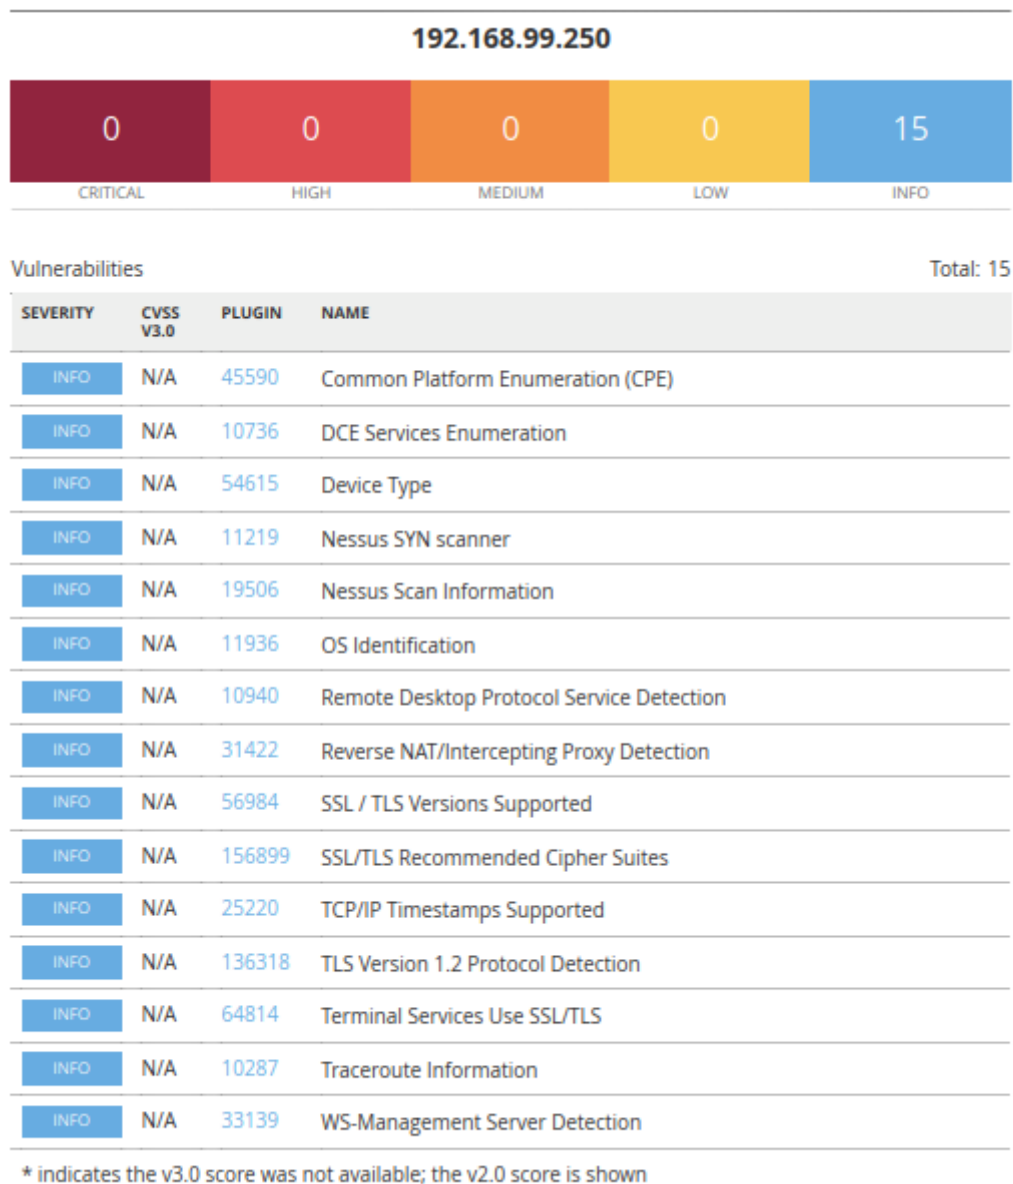 192.168.99.250
0 0 0 0 15
CRITICAL HIGH MEDIUM LOW INFO
Vulnerabilities Total: 15
SEVERITY CVSS V3.0 PLUGIN NAME
INFO N/A 45590 Common Platform Enumeration (CPE)
INFO N/A 10736 DCE Services Enumeration
INFO N/A 54615 Device Type
INFO N/A 11219 Nessus SYN scanner
INFO N/A 19506 Nessus Scan Information
INFO N/A 11936 OS Identification
INFO N/A 10940 Remote Desktop Protocol Service Detection
INFO N/A 31422 Reverse NAT/Intercepting Proxy Detection
INFO N/A 56984 SSL / TLS Versions Supported
INFO N/A 156899 SSL/TLS Recommended Cipher Suites
INFO N/A 25220 TCP/IP Timestamps Supported
INFO N/A 136318 TLS Version 1.2 Protocol Detection
INFO N/A 64814 Terminal Services Use SSL/TLS
INFO N/A 10287 Traceroute Information
INFO N/A 33139 WS-Management Server Detection
* indicates the v3.0 score was not available; the v2.0 score is shown